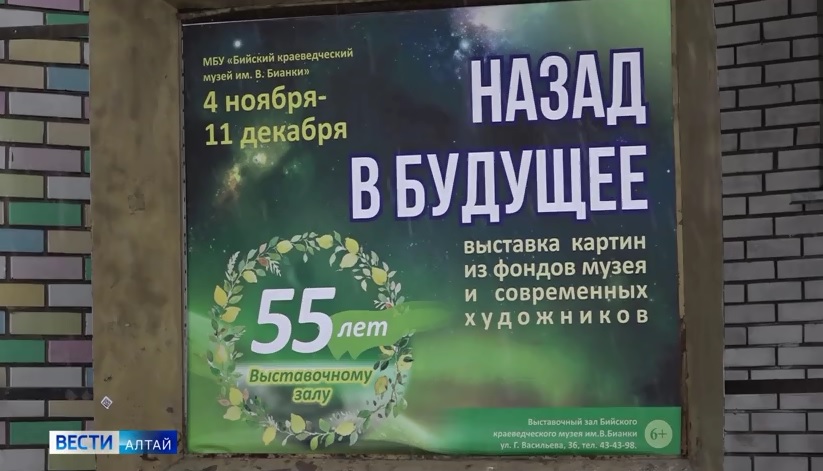 МБУ «Бийский краеведческий
музей им. В. Бианки»
4 ноября-
11 декабря
НАЗАД
В БУДУЩЕЕ
выставка картин
из фондов музея
и современных
художников
55 лет
Выставочному
залу
Выставочный зал Бийского
краеведческого музея им.В.Бианки
ул. Г. Васильева, 36, тел. 43-43-98.
6+
ВЕСТИ АЛТАЙ